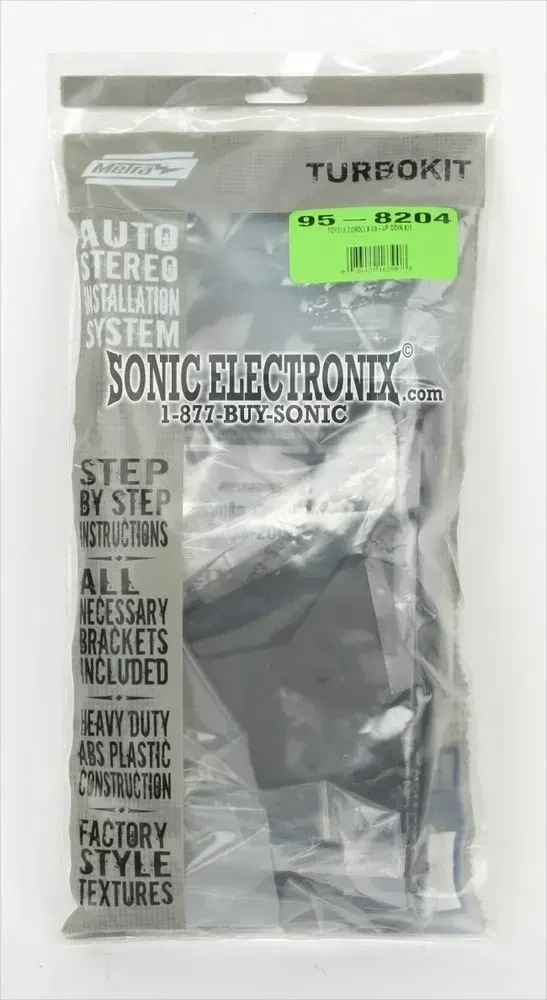 Metra
TURBOKIT
95-8204
TOYOTA COROLLA 03-UP DDIN KIT
AUTO
STEREO
INSTALLATION
SYSTEM
SONIC ELECTRONIX.com ©
1-877-BUY-SONIC
STEP
BY STEP
INSTRUCTIONS
ALL
NECESSARY
BRACKETS
INCLUDED
HEAVY DUTY
ABS PLASTIC
CONSTRUCTION
FACTORY
STYLE
TEXTURES